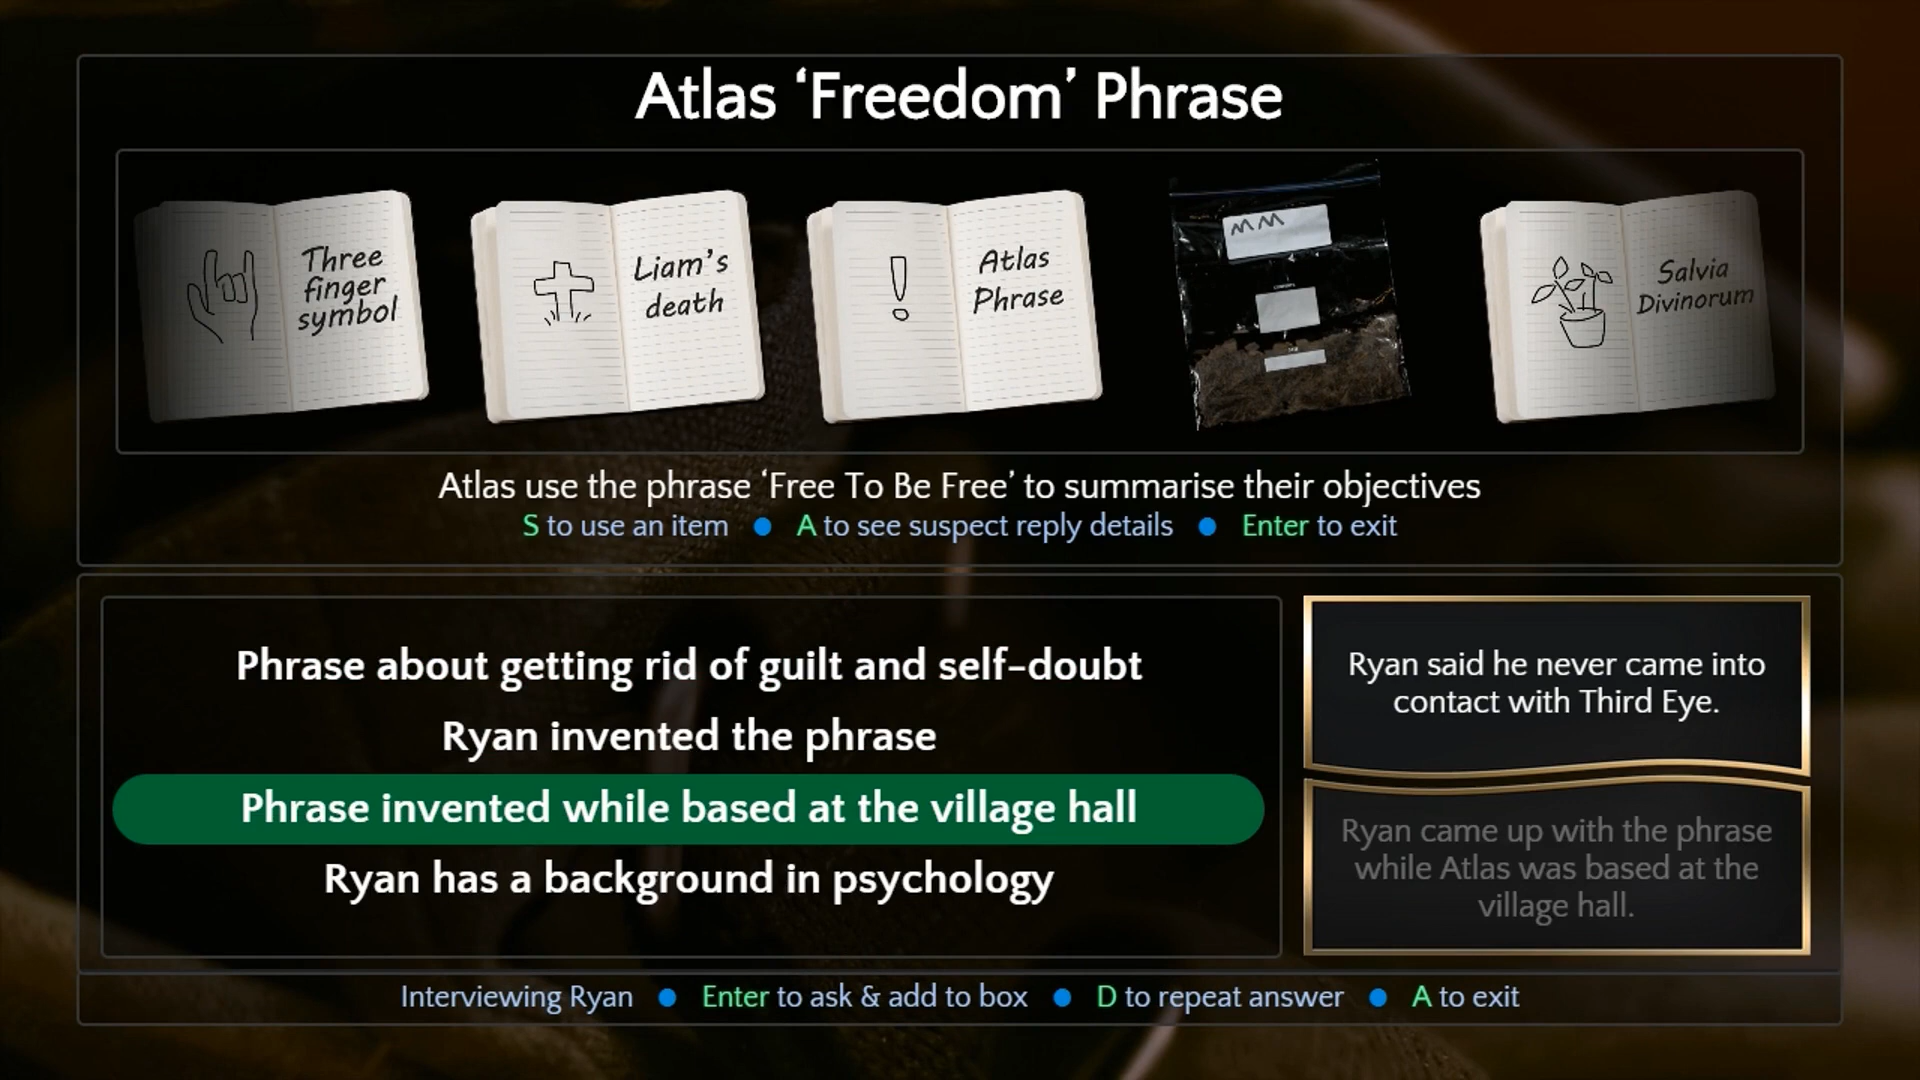 Atlas ‘Freedom’ Phrase
Three
finger
symbol
Liam's
death
Atlas
Phrase
MM
Salvia
Divinorum
Atlas use the phrase ‘Free To Be Free’ to summarise their objectives
S to use an item
A to see suspect reply details
Enter to exit
Phrase about getting rid of guilt and self-doubt
Ryan invented the phrase
Phrase invented while based at the village hall
Ryan has a background in psychology
Ryan said he never came into
contact with Third Eye.
Ryan came up with the phrase
while Atlas was based at the
village hall.
Interviewing Ryan
Enter to ask & add to box
D to repeat answer
A to exit